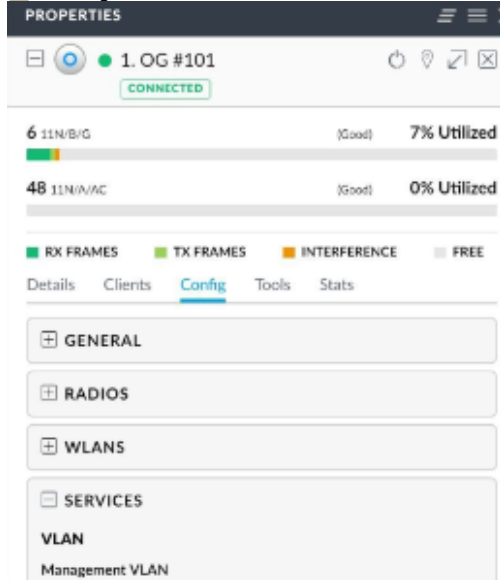 PROPERTIES
1. OG #101
CONNECTED
6 11N/B/G (Good) 7% Utilized
48 11N/A/AC (Good) 0% Utilized
RX FRAMES TX FRAMES INTERFERENCE FREE
Details Clients Config Tools Stats
GENERAL
RADIOS
WLANS
SERVICES
VLAN
Management VLAN